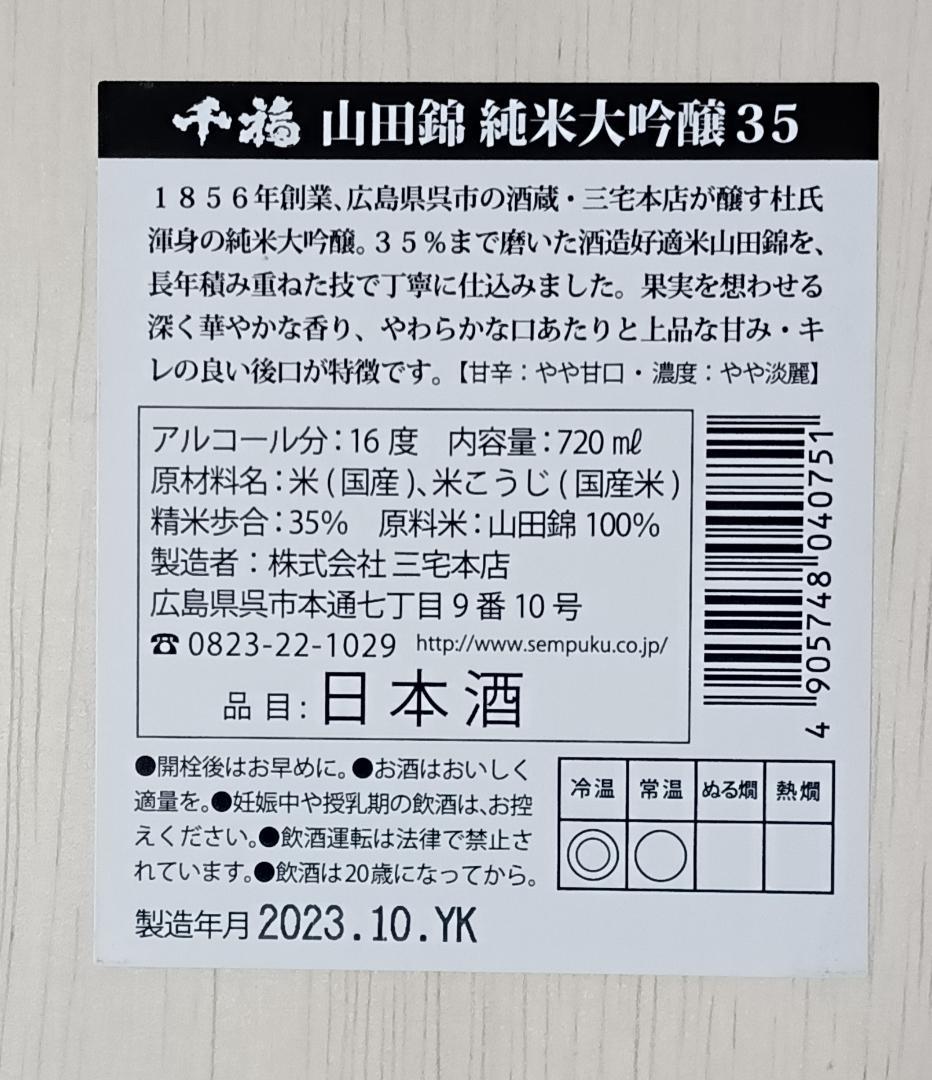 千福 山田錦 純米大吟醸35
１８５６年創業、広島県呉市の酒蔵・三宅本店が醸す杜氏
渾身の純米大吟醸。３５％まで磨いた酒造好適米山田錦を、
長年積み重ねた技で丁寧に仕込みました。果実を想わせる
深く華やかな香り、やわらかな口あたりと上品な甘み・キ
レの良い後口が特徴です。【甘辛：やや甘口・濃度：やや淡麗】
アルコール分：16度　内容量：720㎖
原材料名：米(国産)、米こうじ(国産米)
精米歩合：35%　原料米：山田錦100%
製造者：株式会社 三宅本店
広島県呉市本通七丁目9番10号
☎0823-22-1029 http://www.sempuku.co.jp/
品目：日本酒
4 905748 040751
●開栓後はお早めに。●お酒はおいしく
適量を。●妊娠中や授乳期の飲酒は、お控
えください。●飲酒運転は法律で禁止さ
れています。●飲酒は20歳になってから。
冷温 常温 ぬる燗 熱燗
◎ ○
製造年月 2023.10.YK